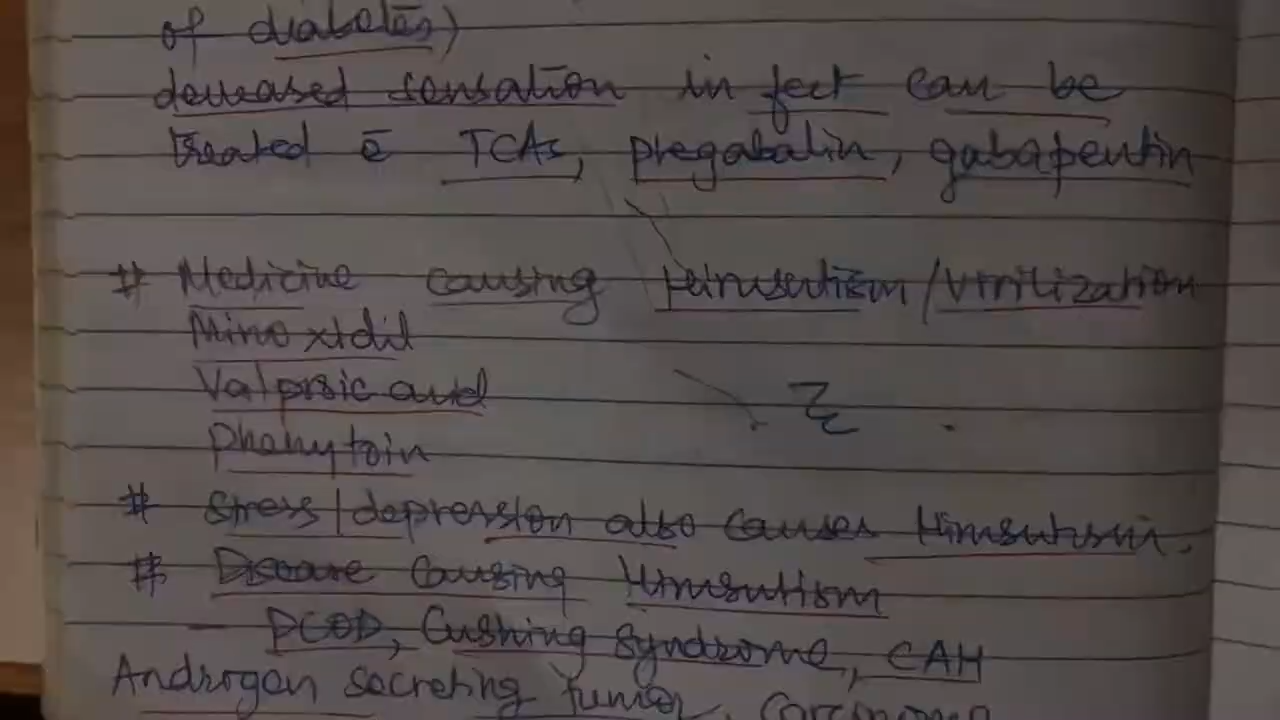 of diabetes)
decreased sensation in feet can be
treated c̄ TCAs, pregabalin, gabapentin
# Medicine causing Hirsutism/Virilization
Minoxidil
Valproic acid
Phenytoin
# Stress/depression also causes Hirsutism.
# Disease causing Hirsutism
- PCOD, Cushing Syndrome, CAH
Androgen secreting tumor, Carcinoma